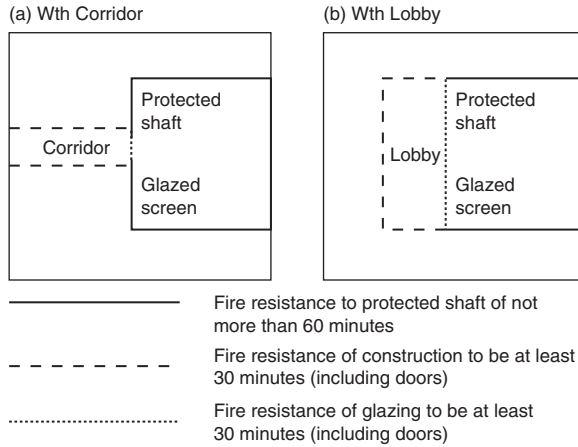 (a) Wth Corridor
(b) Wth Lobby
Protected
shaft
Corridor
Glazed
screen
Protected
shaft
Lobby
Glazed
screen
Fire resistance to protected shaft of not
more than 60 minutes
Fire resistance of construction to be at least
30 minutes (including doors)
Fire resistance of glazing to be at least
30 minutes (including doors)